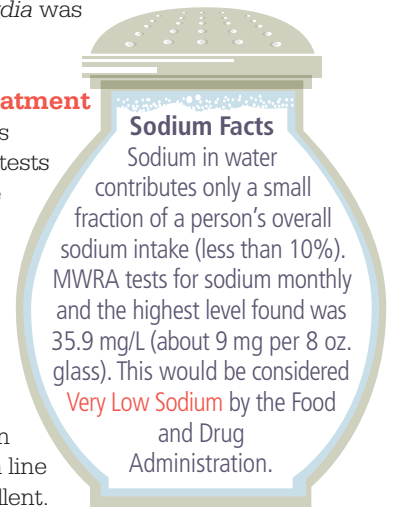 dia was
atment
s
tests
Sodium Facts
Sodium in water
contributes only a small
fraction of a person's overall
sodium intake (less than 10%).
MWRA tests for sodium monthly
and the highest level found was
35.9 mg/L (about 9 mg per 8 oz.
glass). This would be considered
Very Low Sodium by the Food
and Drug
Administration.
n
line
llent.